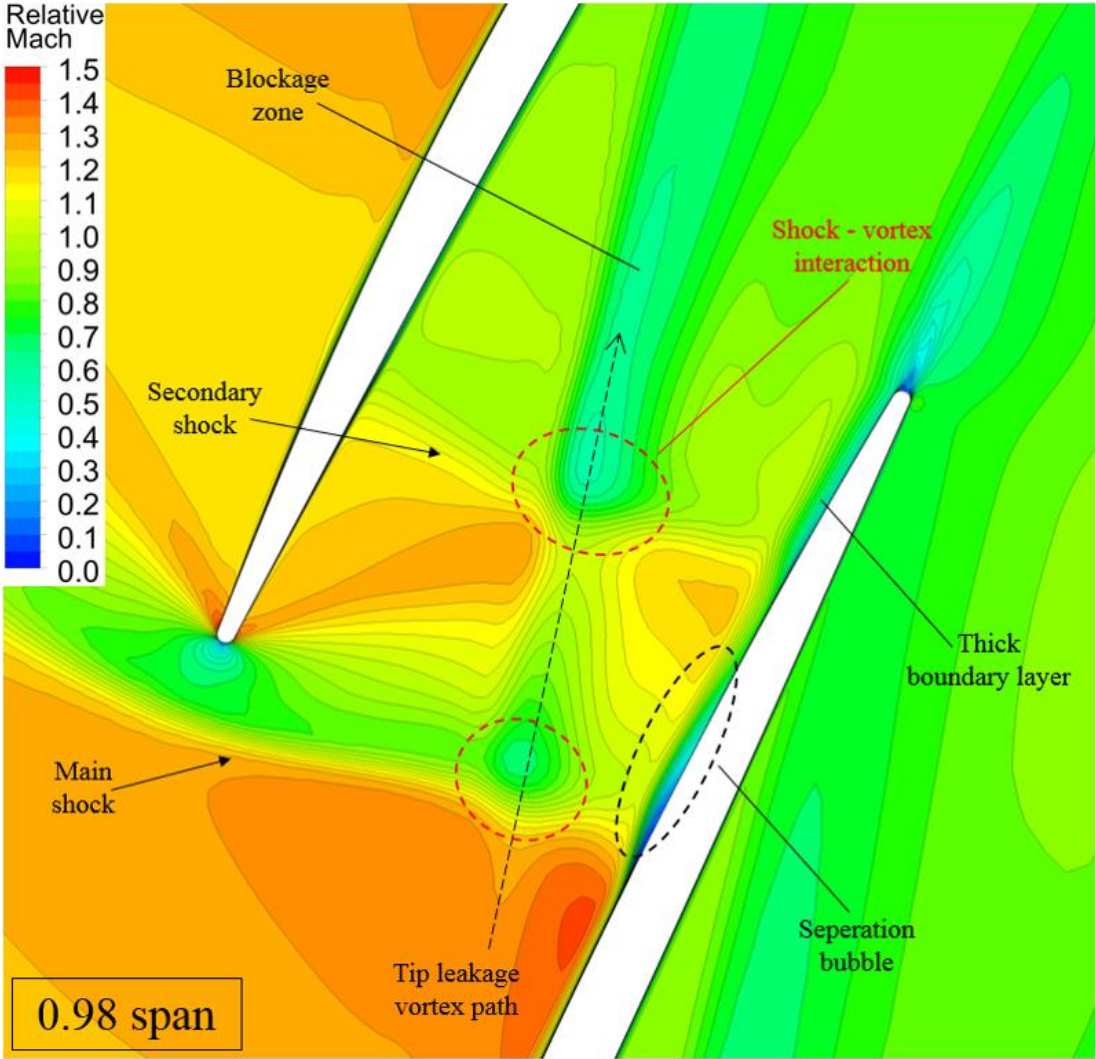 Relative
Mach
1.5
1.4
1.3
1.2
1.1
1.0
0.9
0.8
0.7
0.6
0.5
0.4
0.3
0.2
0.1
0.0
Blockage
zone
Shock - vortex
interaction
Secondary
shock
Thick
boundary layer
Main
shock
Seperation
bubble
Tip leakage
vortex path
0.98 span